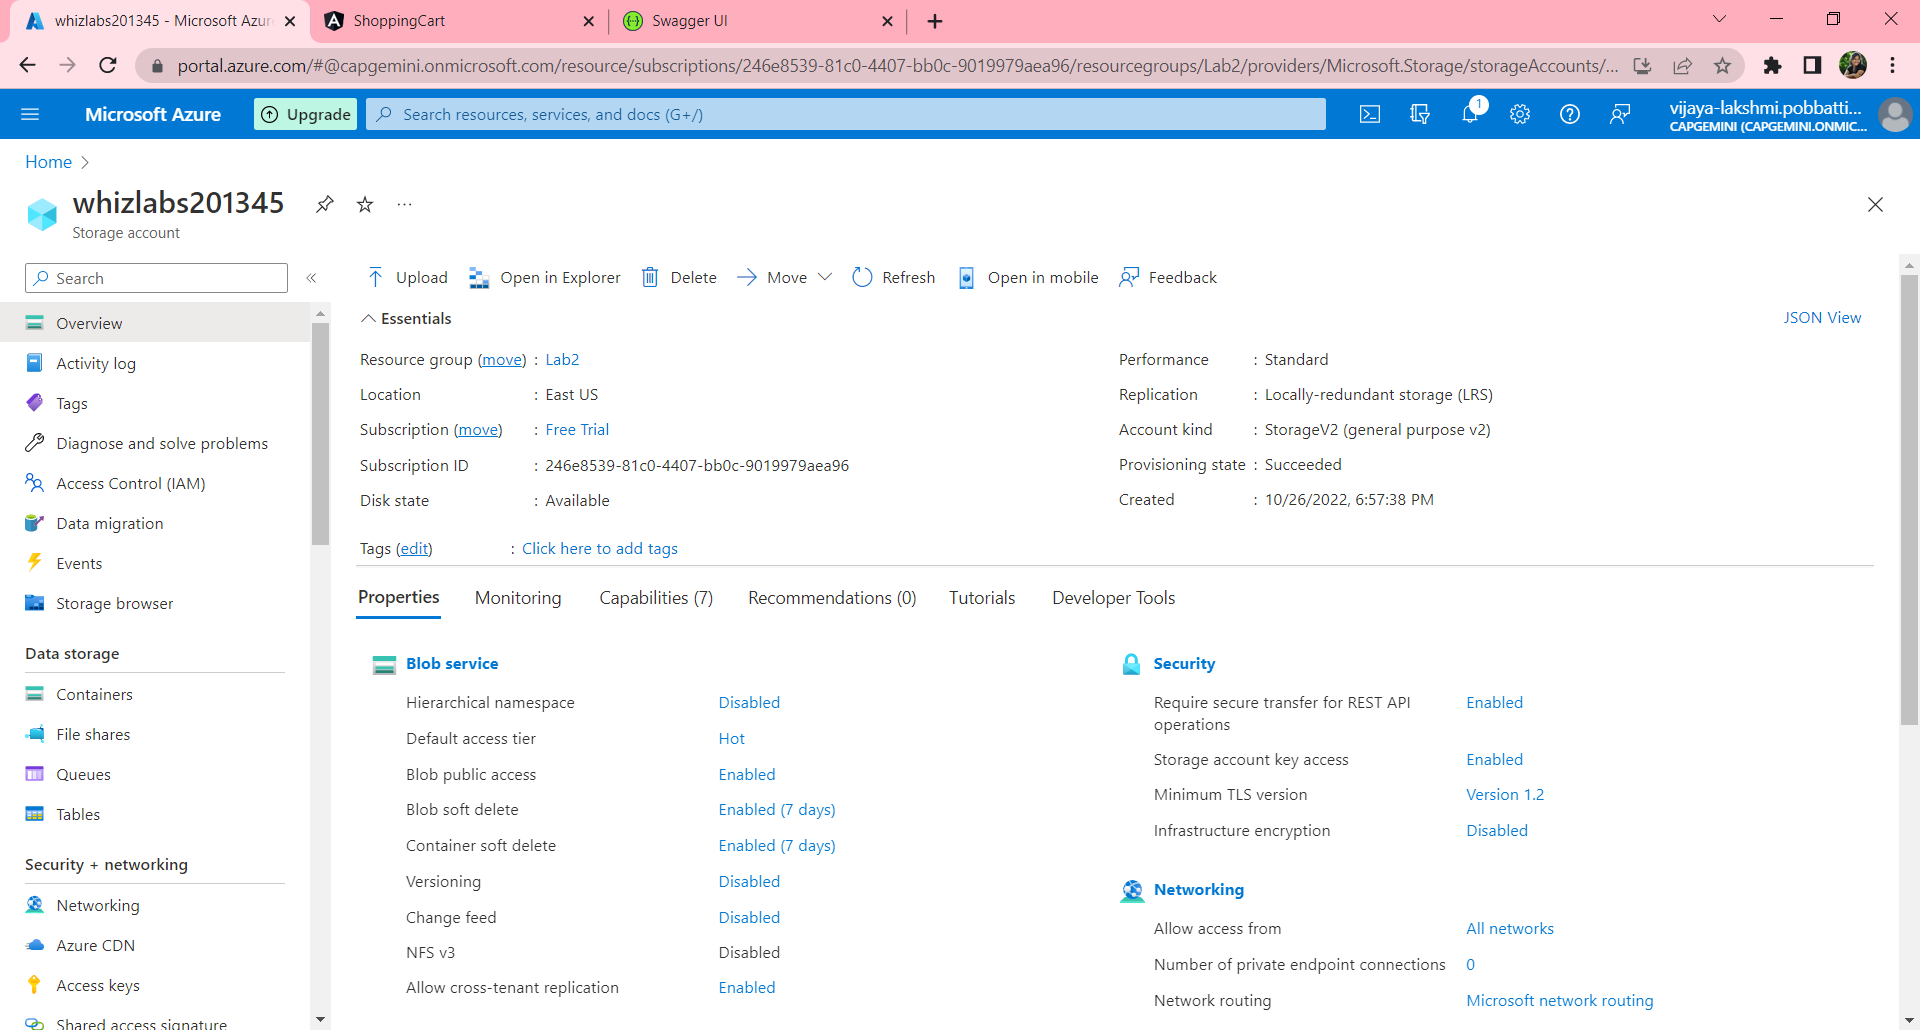 whizlabs201345 - Microsoft Azur
ShoppingCart
Swagger UI
portal.azure.com/#@capgemini.onmicrosoft.com/resource/subscriptions/246e8539-81c0-4407-bb0c-9019979aea96/resourcegroups/Lab2/providers/Microsoft.Storage/storageAccounts/...
Microsoft Azure
Upgrade
Search resources, services, and docs (G+/)
1
vijaya-lakshmi.pobbatti...
CAPGEMINI (CAPGEMINI.ONMIC...
Home
whizlabs201345
Storage account
Search
Upload
Open in Explorer
Delete
Move
Refresh
Open in mobile
Feedback
Overview
Activity log
Tags
Diagnose and solve problems
Access Control (IAM)
Data migration
Events
Storage browser
Data storage
Containers
File shares
Queues
Tables
Security + networking
Networking
Azure CDN
Access keys
Shared access signature
Essentials
JSON View
Resource group (move) : Lab2
Location : East US
Subscription (move) : Free Trial
Subscription ID : 246e8539-81c0-4407-bb0c-9019979aea96
Disk state : Available
Performance : Standard
Replication : Locally-redundant storage (LRS)
Account kind : StorageV2 (general purpose v2)
Provisioning state : Succeeded
Created : 10/26/2022, 6:57:38 PM
Tags (edit) : Click here to add tags
Properties
Monitoring
Capabilities (7)
Recommendations (0)
Tutorials
Developer Tools
Blob service
Hierarchical namespace Disabled
Default access tier Hot
Blob public access Enabled
Blob soft delete Enabled (7 days)
Container soft delete Enabled (7 days)
Versioning Disabled
Change feed Disabled
NFS v3 Disabled
Allow cross-tenant replication Enabled
Security
Require secure transfer for REST API Enabled
operations
Storage account key access Enabled
Minimum TLS version Version 1.2
Infrastructure encryption Disabled
Networking
Allow access from All networks
Number of private endpoint connections 0
Network routing Microsoft network routing